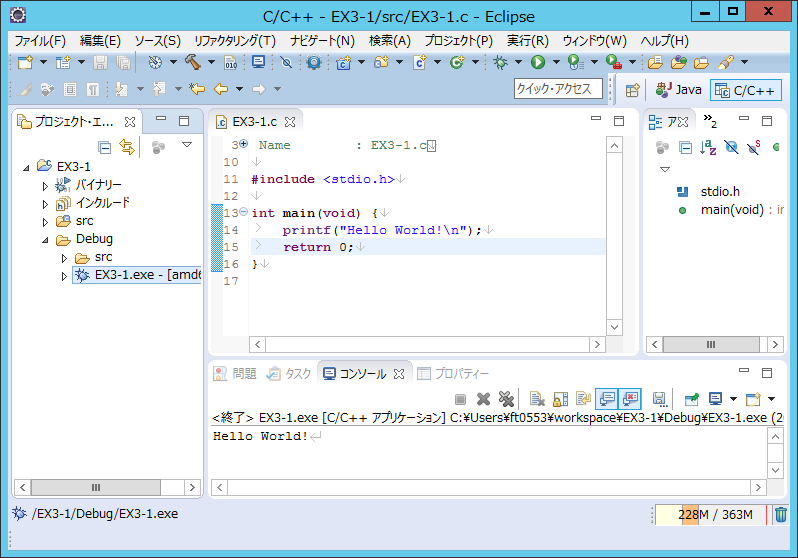 C/C++ - EX3-1/src/EX3-1.c - Eclipse
ファイル(F) 編集(E) ソース(S) リファクタリング(T) ナビゲート(N) 検索(A) プロジェクト(P) 実行(R) ウィンドウ(W) ヘルプ(H)
クイック・アクセス Java C/C++
プロジェクト・エ...
EX3-1
バイナリー
インクルード
src
Debug
src
EX3-1.exe - [amd6
EX3-1.c
3 Name : EX3-1.c
10
11 #include <stdio.h>
12
13 int main(void) {
14 printf("Hello World!\n");
15 return 0;
16 }
17
ア
stdio.h
main(void) : in
問題 タスク コンソール プロパティー
<終了> EX3-1.exe [C/C++ アプリケーション] C:¥Users¥ft0553¥workspace¥EX3-1¥Debug¥EX3-1.exe (2
Hello World!
/EX3-1/Debug/EX3-1.exe
228M / 363M